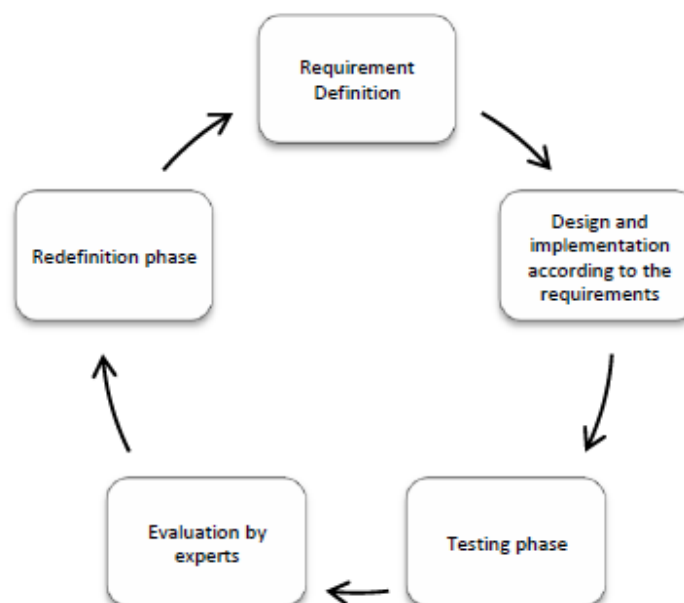 Requirement
Definition
Design and
implementation
according to the
requirements
Redefinition phase
Evaluation by
experts
Testing phase